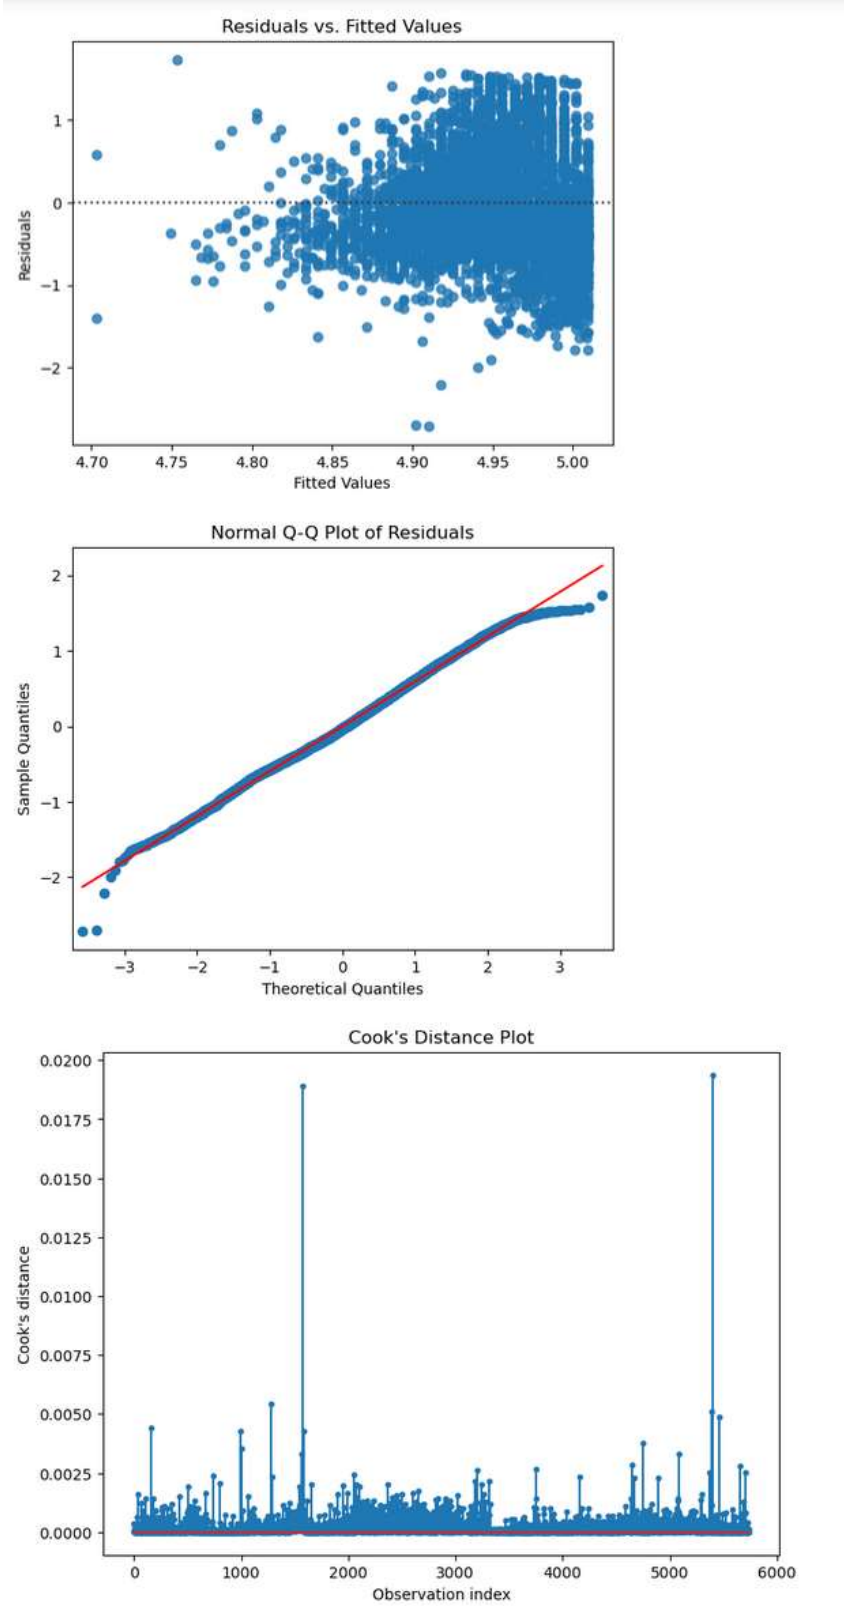 Residuals vs. Fitted Values
1
0
−1
−2
Residuals
4.70 4.75 4.80 4.85 4.90 4.95 5.00
Fitted Values
Normal Q-Q Plot of Residuals
2
1
0
−1
−2
Sample Quantiles
−3 −2 −1 0 1 2 3
Theoretical Quantiles
Cook's Distance Plot
0.0200
0.0175
0.0150
0.0125
0.0100
0.0075
0.0050
0.0025
0.0000
Cook's distance
0 1000 2000 3000 4000 5000 6000
Observation index